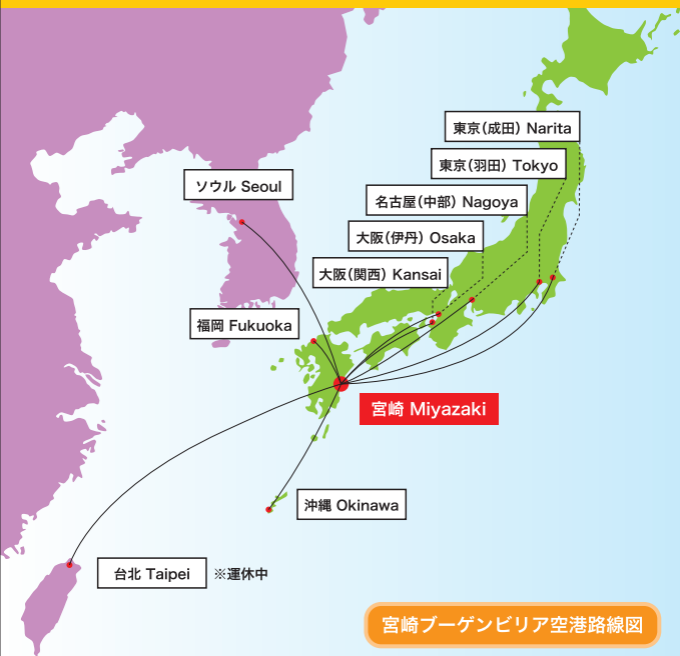 東京(成田) Narita
東京(羽田) Tokyo
ソウル Seoul
名古屋(中部) Nagoya
大阪(伊丹) Osaka
大阪(関西) Kansai
福岡 Fukuoka
宮崎 Miyazaki
沖縄 Okinawa
台北 Taipei ※運休中
宮崎ブーゲンビリア空港路線図